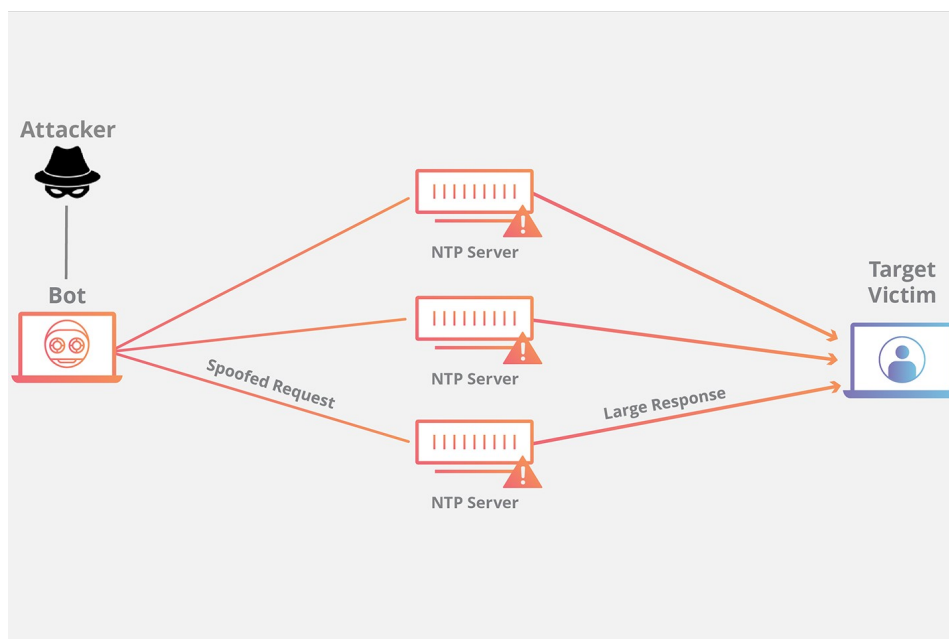 Attacker
Bot
Spoofed Request
NTP Server
NTP Server
NTP Server
Large Response
Target
Victim